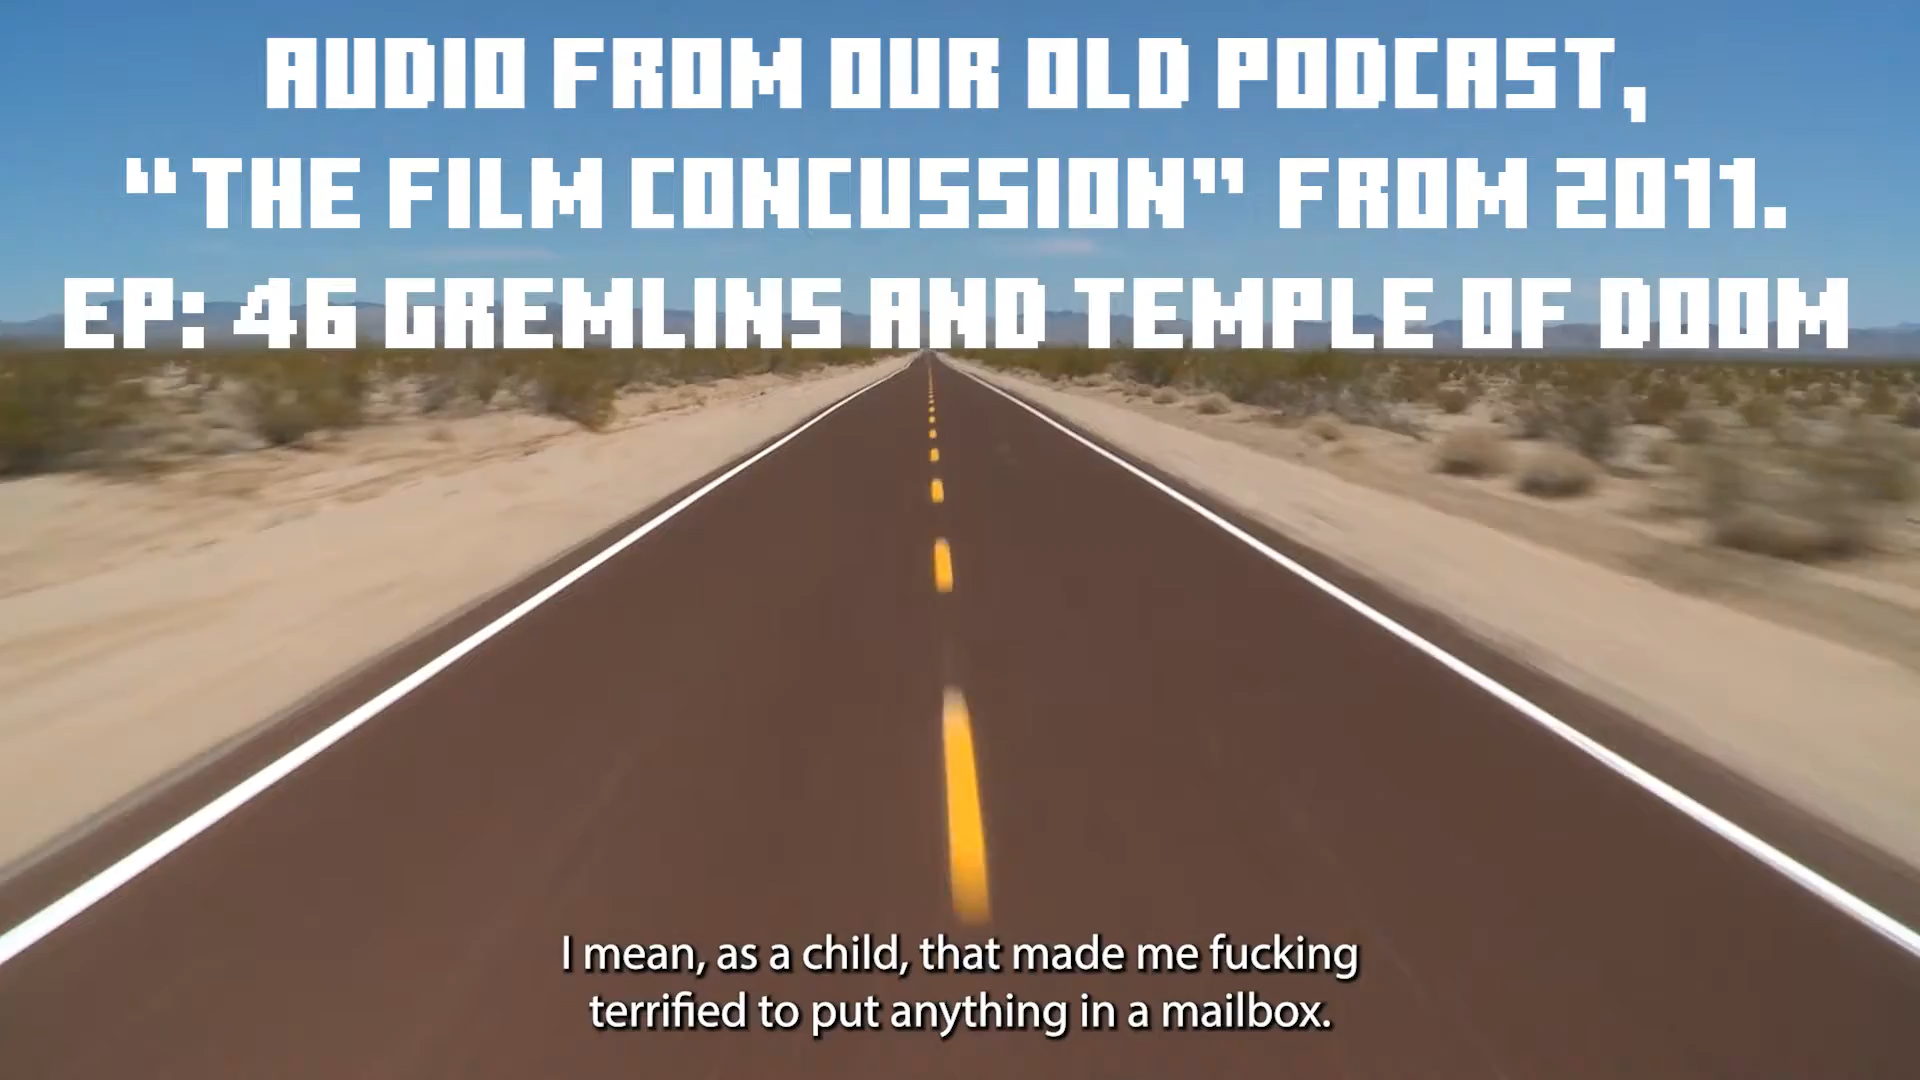 AUDIO FROM OUR OLD PODCAST,
“THE FILM CONCUSSION” FROM 2011.
EP: 46 GREMLINS AND TEMPLE OF DOOM
I mean, as a child, that made me fucking
terrified to put anything in a mailbox.